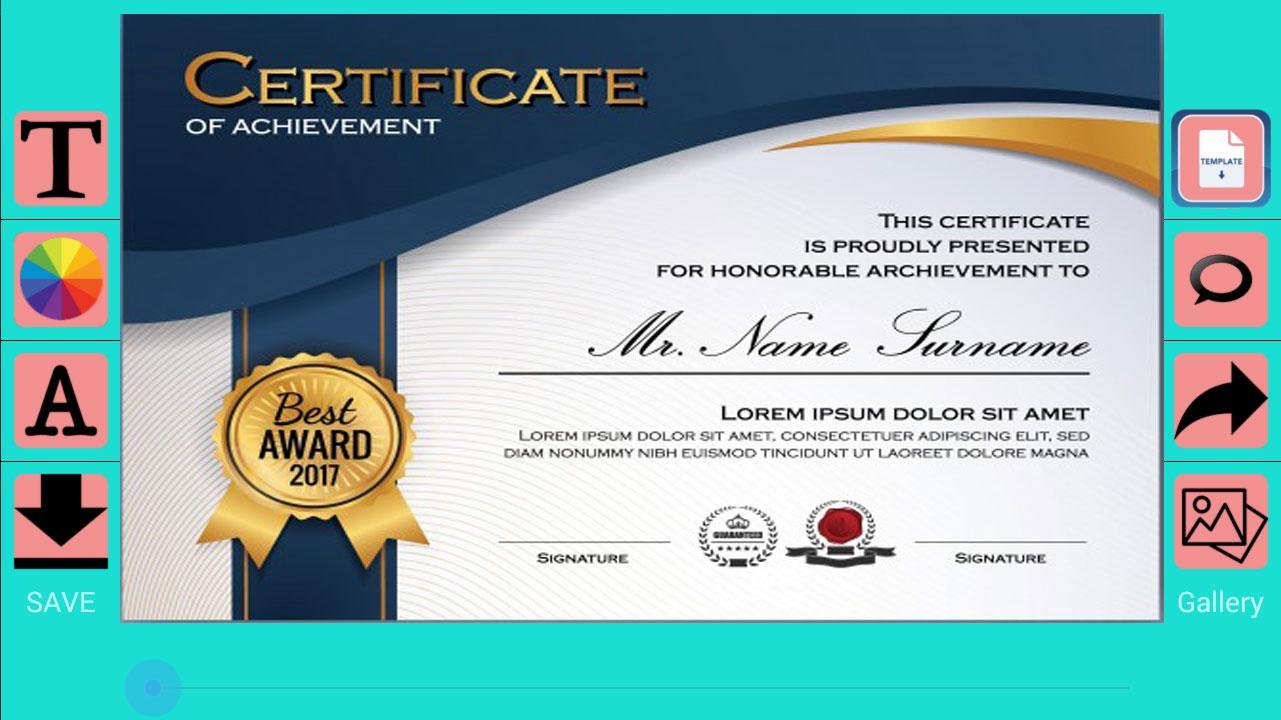 CERTIFICATE
OF ACHIEVEMENT
T
TEMPLATE
THIS CERTIFICATE
IS PROUDLY PRESENTED
FOR HONORABLE ARCHIEVEMENT TO
Mr. Name Surname
A
Best
AWARD
2017
LOREM IPSUM DOLOR SIT AMET
LOREM IPSUM DOLOR SIT AMET, CONSECTETUER ADIPISCING ELIT, SED
DIAM NONUMMY NIBH EUISMOD TINCIDUNT UT LAOREET DOLORE MAGNA
GUARANTEED
SIGNATURE
SIGNATURE
SAVE
Gallery